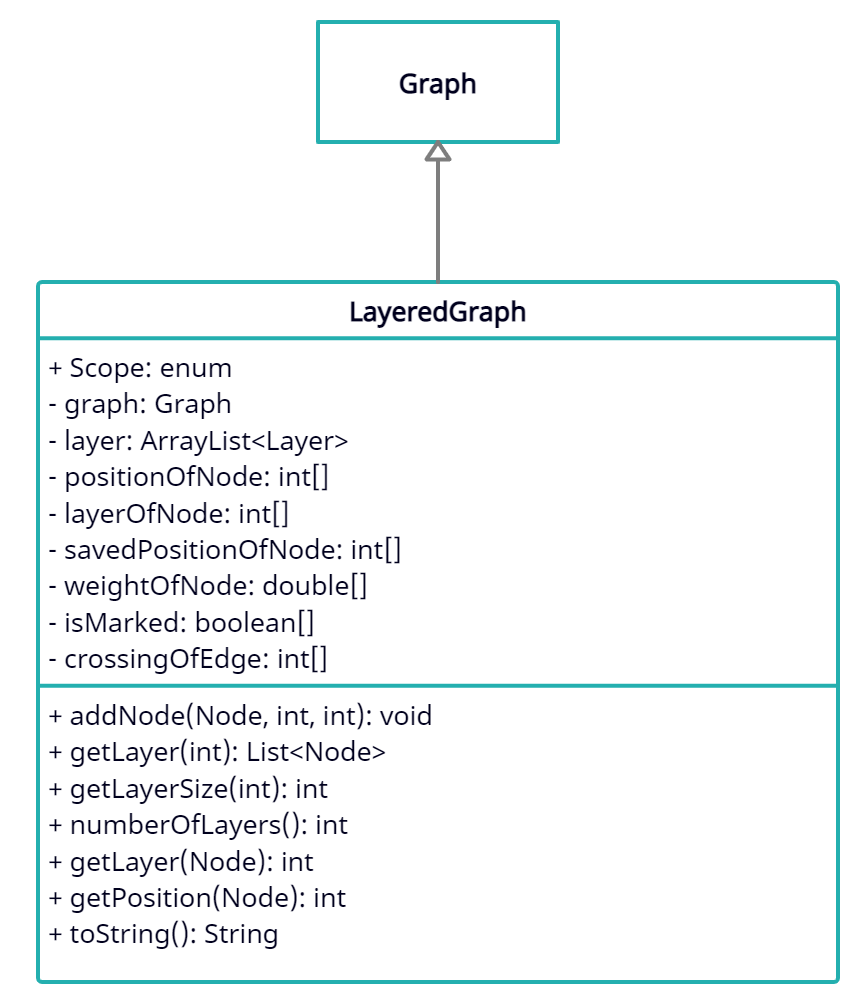 Graph
LayeredGraph
+ Scope: enum
- graph: Graph
- layer: ArrayList<Layer>
- positionOfNode: int[]
- layerOfNode: int[]
- savedPositionOfNode: int[]
- weightOfNode: double[]
- isMarked: boolean[]
- crossingOfEdge: int[]
+ addNode(Node, int, int): void
+ getLayer(int): List<Node>
+ getLayerSize(int): int
+ numberOfLayers(): int
+ getLayer(Node): int
+ getPosition(Node): int
+ toString(): String